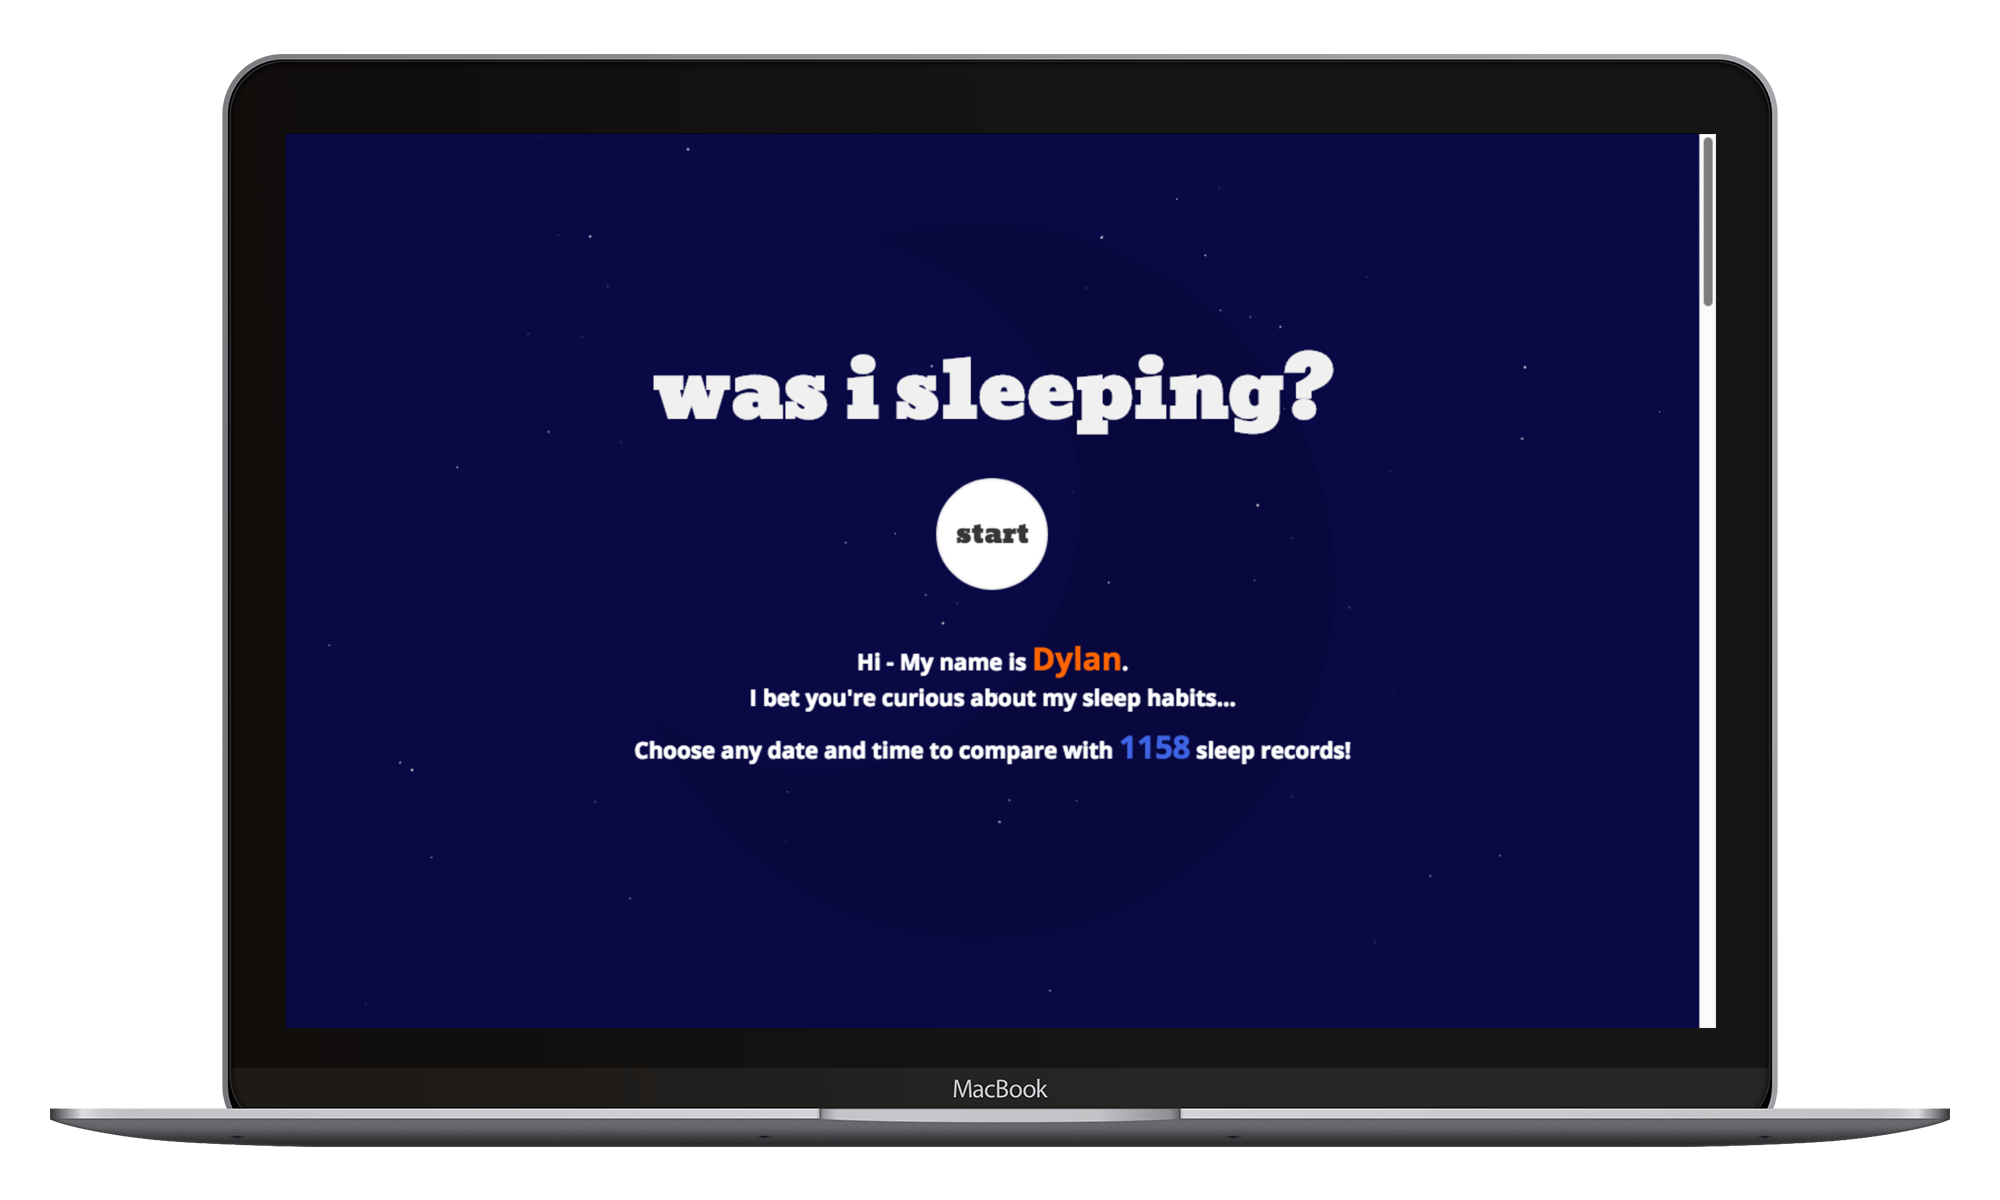 was i sleeping?
start
Hi - My name is Dylan.
I bet you're curious about my sleep habits...
Choose any date and time to compare with 1158 sleep records!
MacBook